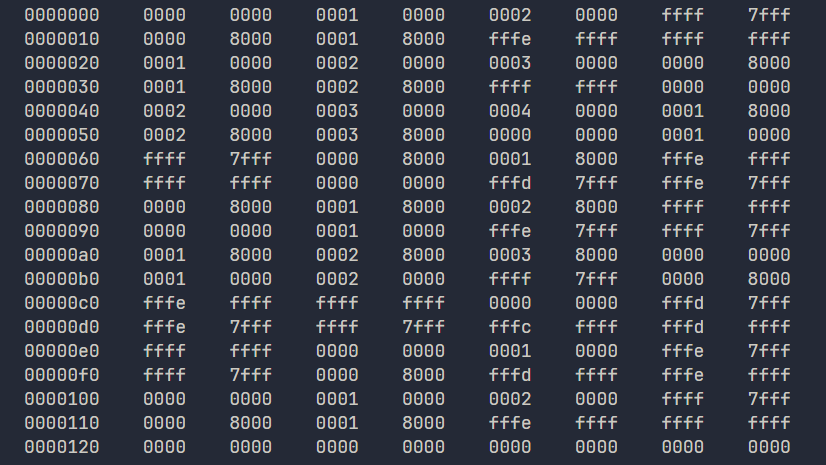 0000000 0000 0000 0001 0000 0002 0000 ffff 7fff
0000010 0000 8000 0001 8000 fffe ffff ffff ffff
0000020 0001 0000 0002 0000 0003 0000 0000 8000
0000030 0001 8000 0002 8000 ffff ffff 0000 0000
0000040 0002 0000 0003 0000 0004 0000 0001 8000
0000050 0002 8000 0003 8000 0000 0000 0001 0000
0000060 ffff 7fff 0000 8000 0001 8000 fffe ffff
0000070 ffff ffff 0000 0000 fffd 7fff fffe 7fff
0000080 0000 8000 0001 8000 0002 8000 ffff ffff
0000090 0000 0000 0001 0000 fffe 7fff ffff 7fff
00000a0 0001 8000 0002 8000 0003 8000 0000 0000
00000b0 0001 0000 0002 0000 ffff 7fff 0000 8000
00000c0 fffe ffff ffff ffff 0000 0000 fffd 7fff
00000d0 fffe 7fff ffff 7fff fffc ffff fffd ffff
00000e0 ffff ffff 0000 0000 0001 0000 fffe 7fff
00000f0 ffff 7fff 0000 8000 fffd ffff fffe ffff
0000100 0000 0000 0001 0000 0002 0000 ffff 7fff
0000110 0000 8000 0001 8000 fffe ffff ffff ffff
0000120 0000 0000 0000 0000 0000 0000 0000 0000